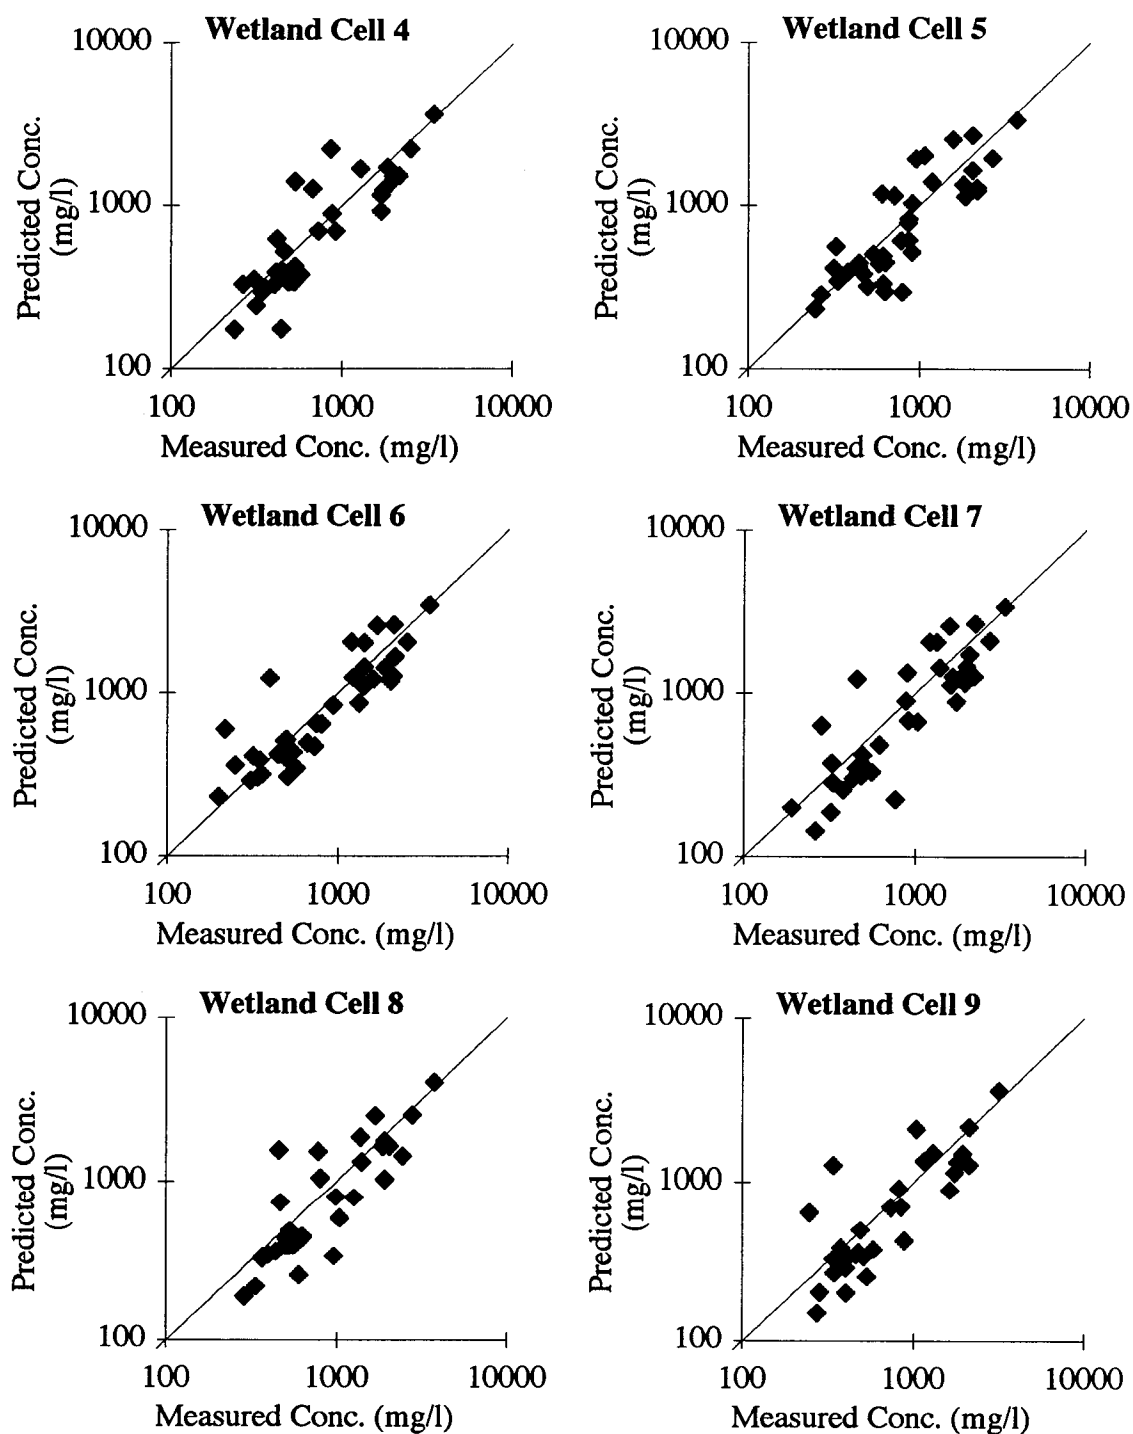 Wetland Cell 4
10000
1000
100
Predicted Conc.
(mg/l)
100 1000 10000
Measured Conc. (mg/l)
Wetland Cell 5
10000
1000
100
Predicted Conc.
(mg/l)
100 1000 10000
Measured Conc. (mg/l)
Wetland Cell 6
10000
1000
100
Predicted Conc.
(mg/l)
100 1000 10000
Measured Conc. (mg/l)
Wetland Cell 7
10000
1000
100
Predicted Conc.
(mg/l)
100 1000 10000
Measured Conc. (mg/l)
Wetland Cell 8
10000
1000
100
Predicted Conc.
(mg/l)
100 1000 10000
Measured Conc. (mg/l)
Wetland Cell 9
10000
1000
100
Predicted Conc.
(mg/l)
100 1000 10000
Measured Conc. (mg/l)